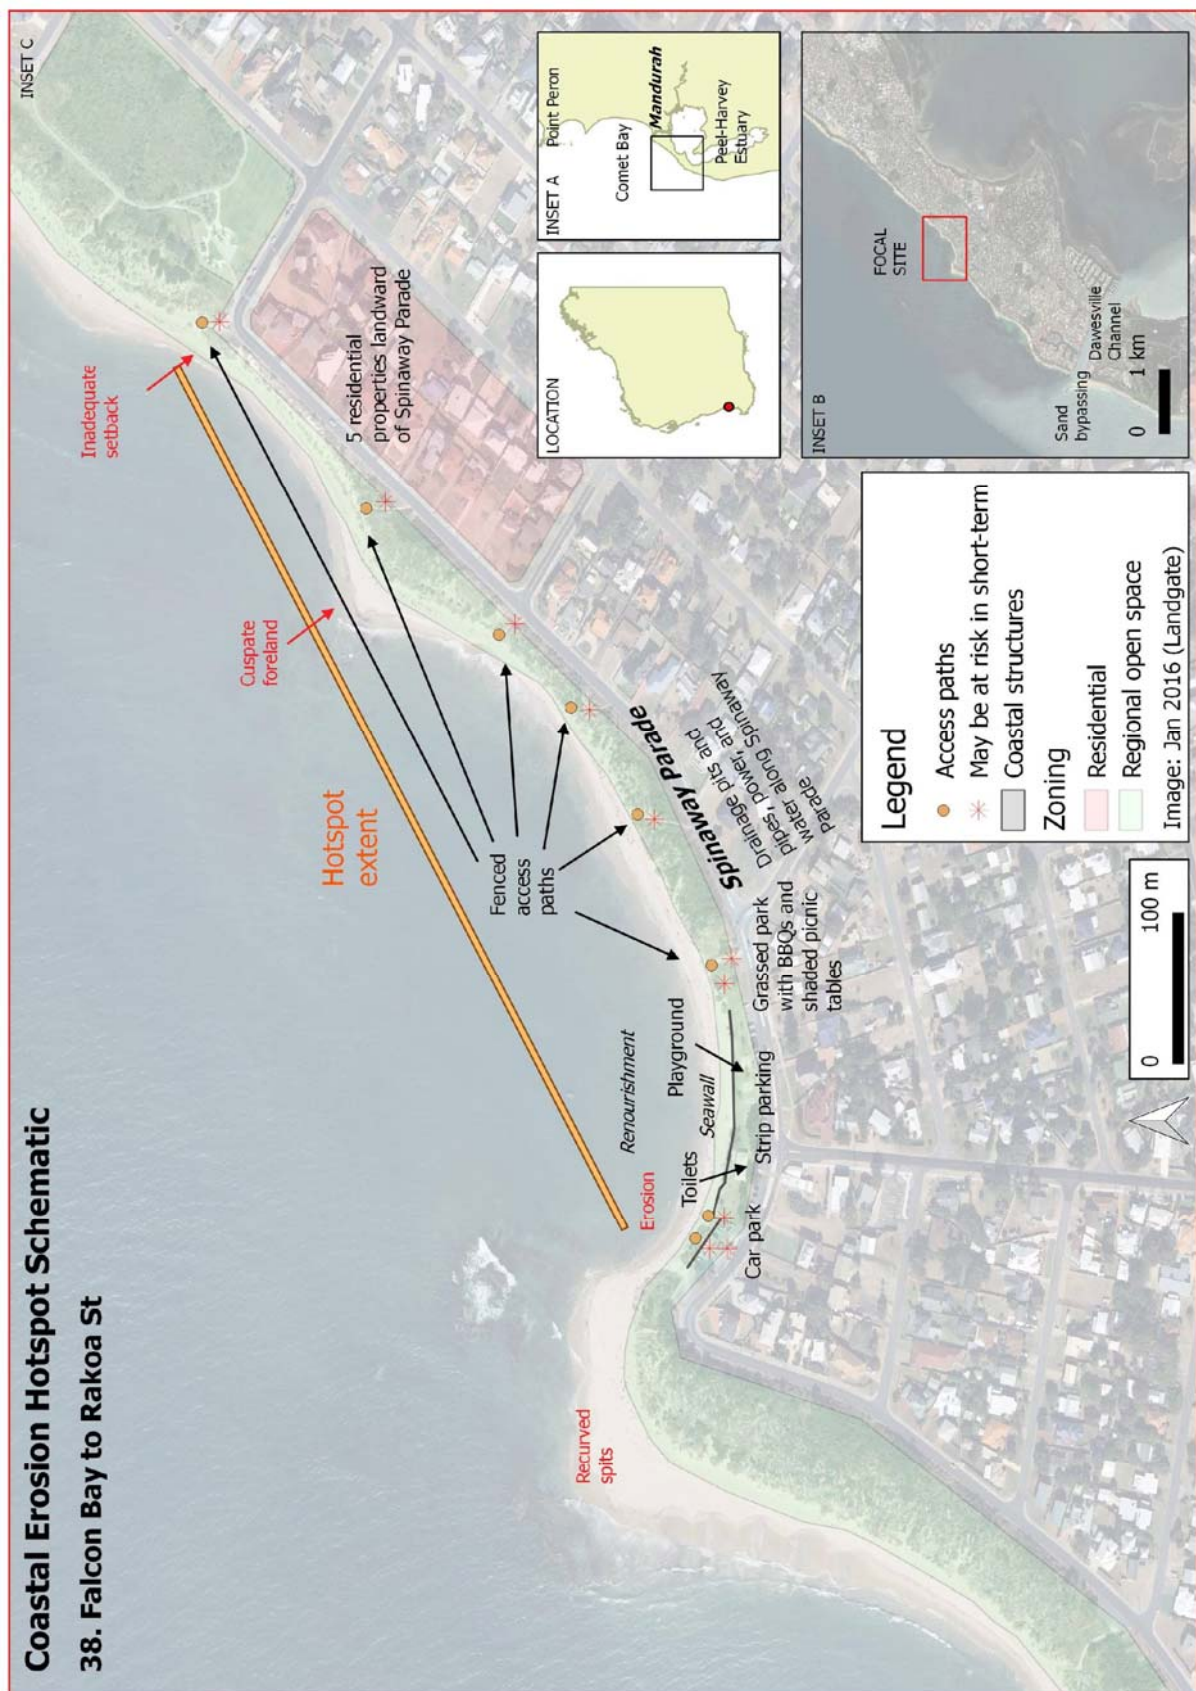 Coastal Erosion Hotspot Schematic
38. Falcon Bay to Rakoa St
INSET C
Inadequate
setback
Cuspate
foreland
Hotspot
extent
5 residential
properties landward
of Spinaway Parade
Fenced
access
paths
Recurved
spits
Erosion
Renourishment
Toilets
Seawall
Playground
Car park
Strip parking
Grassed park
with BBQs and
shaded picnic
tables
Spinaway Parade
Drainage pits and
pipes, power, and
water along Spinaway
Parade
0
100 m
Legend
Access paths
May be at risk in short-term
Coastal structures
Zoning
Residential
Regional open space
Image: Jan 2016 (Landgate)
LOCATION
INSET A
Point Peron
Comet Bay
Mandurah
Peel-Harvey
Estuary
INSET B
FOCAL
SITE
Sand
bypassing
Dawesville
Channel
0
1 km